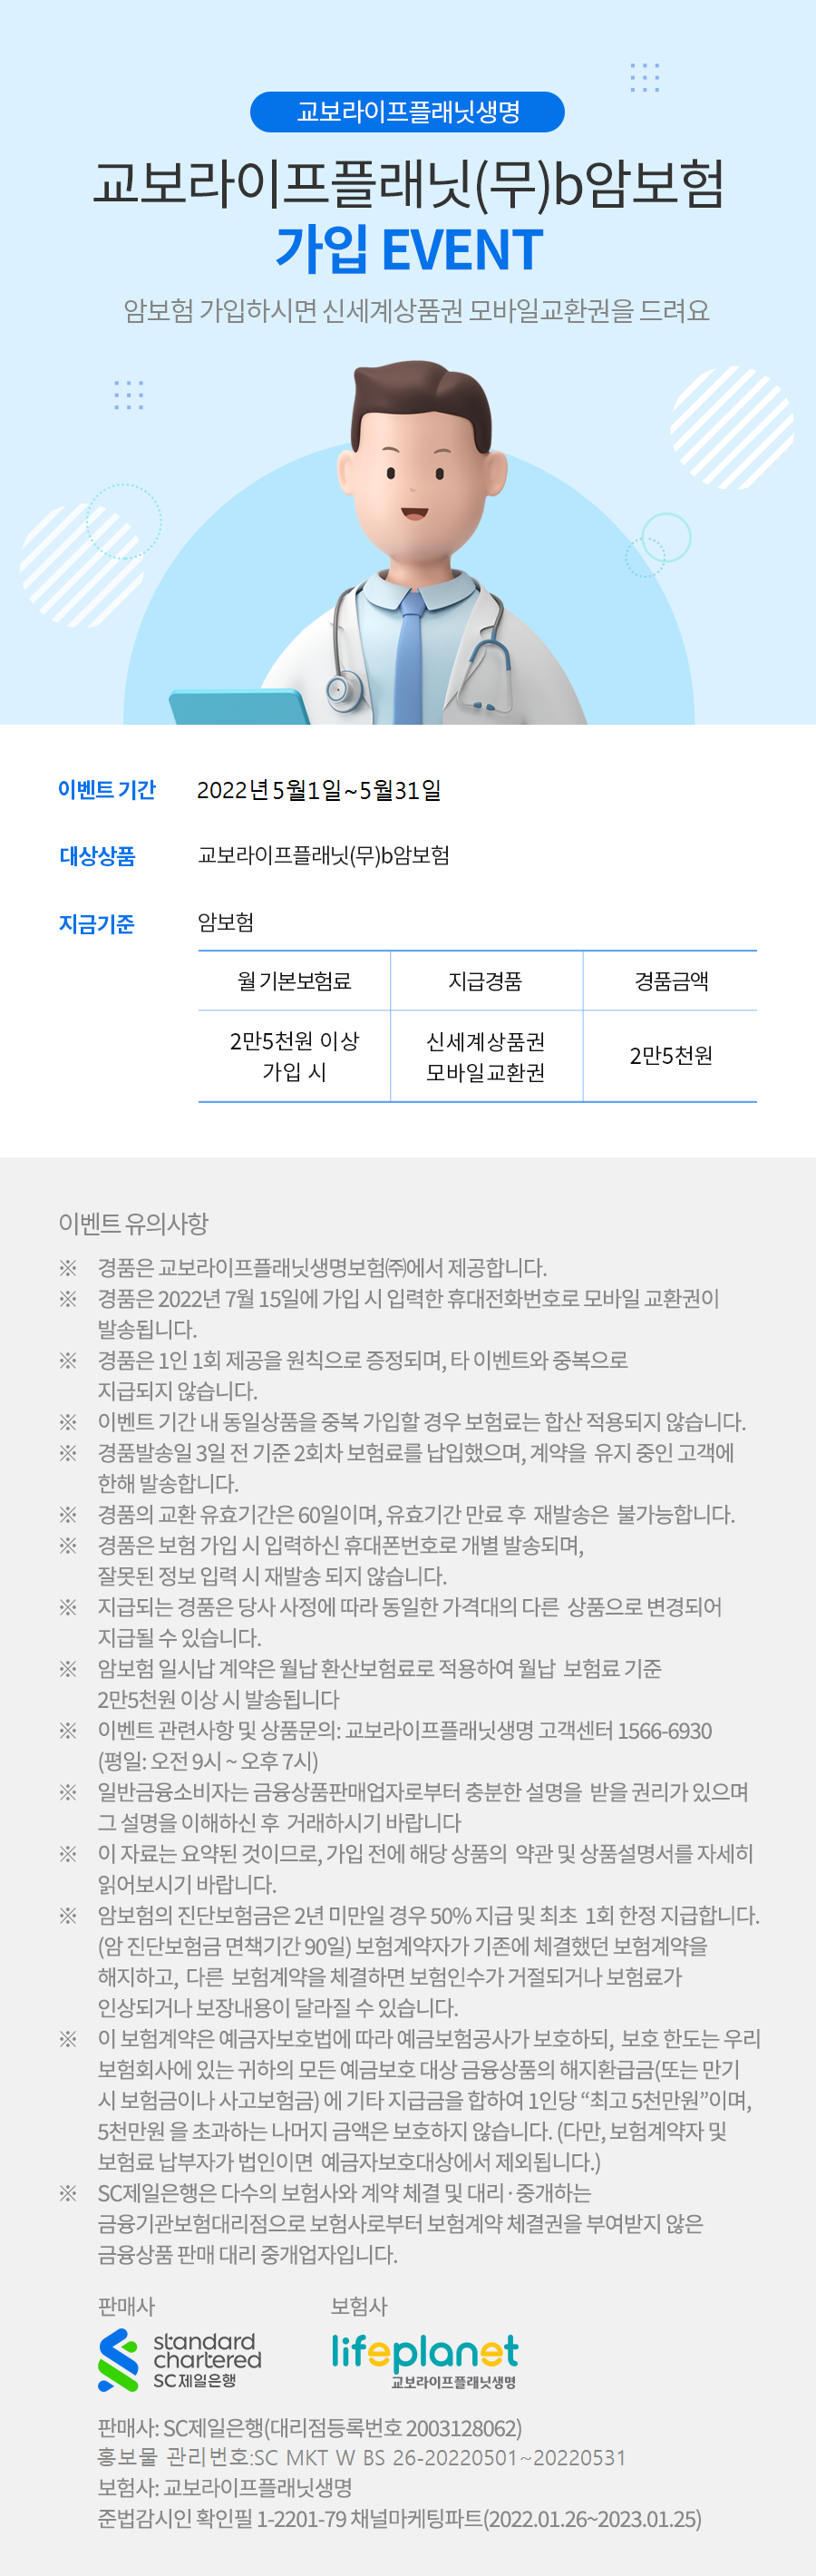 교보라이프플래닛생명
교보라이프플래닛(무)b암보험
가입 EVENT
암보험 가입하시면 신세계상품권 모바일교환권을 드려요
이벤트 기간 2022년 5월1일~5월31일
대상상품 교보라이프플래닛(무)b암보험
지금기준 암보험
월 기본보험료 지급경품 경품금액
2만5천원 이상 신세계상품권 2만5천원
가입 시 모바일교환권
이벤트 유의사항
※ 경품은 교보라이프플래닛생명보험㈜에서 제공합니다.
※ 경품은 2022년 7월 15일에 가입 시 입력한 휴대전화번호로 모바일 교환권이
발송됩니다.
※ 경품은 1인 1회 제공을 원칙으로 증정되며, 타 이벤트와 중복으로
지급되지 않습니다.
※ 이벤트 기간 내 동일상품을 중복 가입할 경우 보험료는 합산 적용되지 않습니다.
※ 경품발송일 3일 전 기준 2회차 보험료를 납입했으며, 계약을 유지 중인 고객에
한해 발송합니다.
※ 경품의 교환 유효기간은 60일이며, 유효기간 만료 후 재발송은 불가능합니다.
※ 경품은 보험 가입 시 입력하신 휴대폰번호로 개별 발송되며,
잘못된 정보 입력 시 재발송 되지 않습니다.
※ 지급되는 경품은 당사 사정에 따라 동일한 가격대의 다른 상품으로 변경되어
지급될 수 있습니다.
※ 암보험 일시납 계약은 월납 환산보험료로 적용하여 월납 보험료 기준
2만5천원 이상 시 발송됩니다
※ 이벤트 관련사항 및 상품문의: 교보라이프플래닛생명 고객센터 1566-6930
(평일: 오전 9시 ~ 오후 7시)
※ 일반금융소비자는 금융상품판매업자로부터 충분한 설명을 받을 권리가 있으며
그 설명을 이해하신 후 거래하시기 바랍니다
※ 이 자료는 요약된 것이므로, 가입 전에 해당 상품의 약관 및 상품설명서를 자세히
읽어보시기 바랍니다.
※ 암보험의 진단보험금은 2년 미만일 경우 50% 지급 및 최초 1회 한정 지급합니다.
(암 진단보험금 면책기간 90일) 보험계약자가 기존에 체결했던 보험계약을
해지하고, 다른 보험계약을 체결하면 보험인수가 거절되거나 보험료가
인상되거나 보장내용이 달라질 수 있습니다.
※ 이 보험계약은 예금자보호법에 따라 예금보험공사가 보호하되, 보호 한도는 우리
보험회사에 있는 귀하의 모든 예금보호 대상 금융상품의 해지환급금(또는 만기
시 보험금이나 사고보험금) 에 기타 지급금을 합하여 1인당 “최고 5천만원”이며,
5천만원 을 초과하는 나머지 금액은 보호하지 않습니다. (다만, 보험계약자 및
보험료 납부자가 법인이면 예금자보호대상에서 제외됩니다.)
※ SC제일은행은 다수의 보험사와 계약 체결 및 대리 · 중개하는
금융기관보험대리점으로 보험사로부터 보험계약 체결권을 부여받지 않은
금융상품 판매 대리 중개업자입니다.
판매사 보험사
standard
chartered
SC제일은행
lifeplanet
교보라이프플래닛생명
판매사: SC제일은행(대리점등록번호 2003128062)
홍보물 관리번호:SC MKT W BS 26-20220501~20220531
보험사: 교보라이프플래닛생명
준법감시인 확인필 1-2201-79 채널마케팅파트(2022.01.26~2023.01.25)